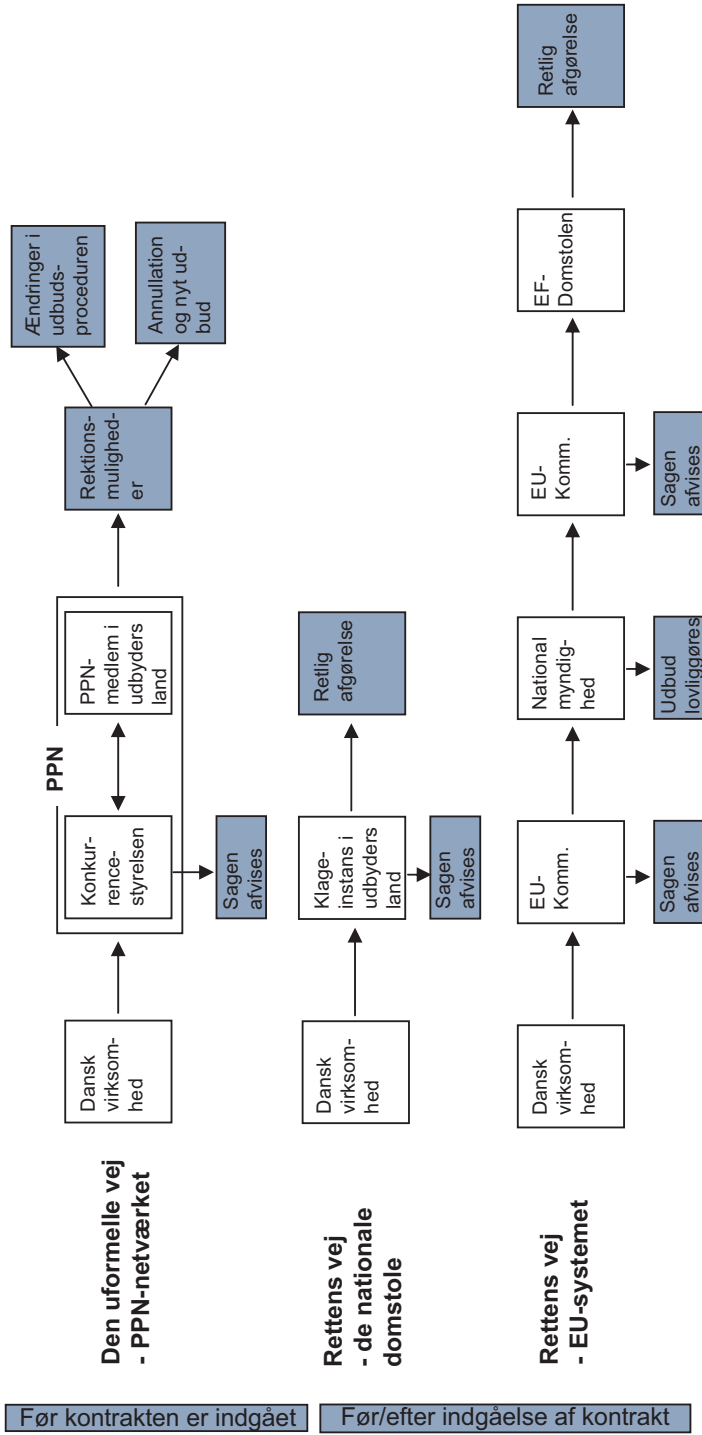 Før kontrakten er indgået
Den uformelle vej
- PPN-netværket
Dansk
virksom-
hed
PPN
Konkur-
rence-
styrelsen
PPN-
medlem i
udbyders
land
Sagen
afvises
Rektions-
mulighed-
er
Ændringer i
udbuds-
proceduren
Annullation
og nyt ud-
bud
Før/efter indgåelse af kontrakt
Rettens vej
- de nationale
domstole
Dansk
virksom-
hed
Klage-
instans i
udbyders
land
Sagen
afvises
Retlig
afgørelse
Rettens vej
- EU-systemet
Dansk
virksom-
hed
EU-
Komm.
Sagen
afvises
National
myndig-
hed
Udbud
lovliggøres
EU-
Komm.
Sagen
afvises
EF-
Domstolen
Retlig
afgørelse